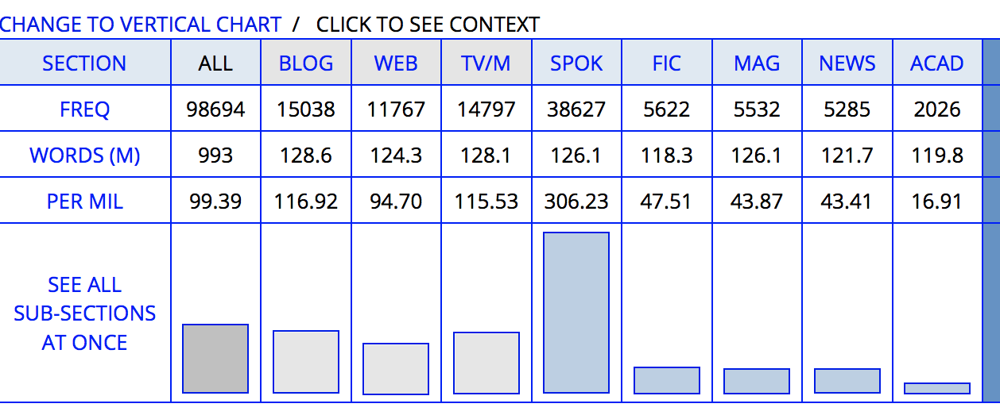 CHANGE TO VERTICAL CHART / CLICK TO SEE CONTEXT
SECTION ALL BLOG WEB TV/M SPOK FIC MAG NEWS ACAD
FREQ 98694 15038 11767 14797 38627 5622 5532 5285 2026
WORDS (M) 993 128.6 124.3 128.1 126.1 118.3 126.1 121.7 119.8
PER MIL 99.39 116.92 94.70 115.53 306.23 47.51 43.87 43.41 16.91
SEE ALL
SUB-SECTIONS
AT ONCE